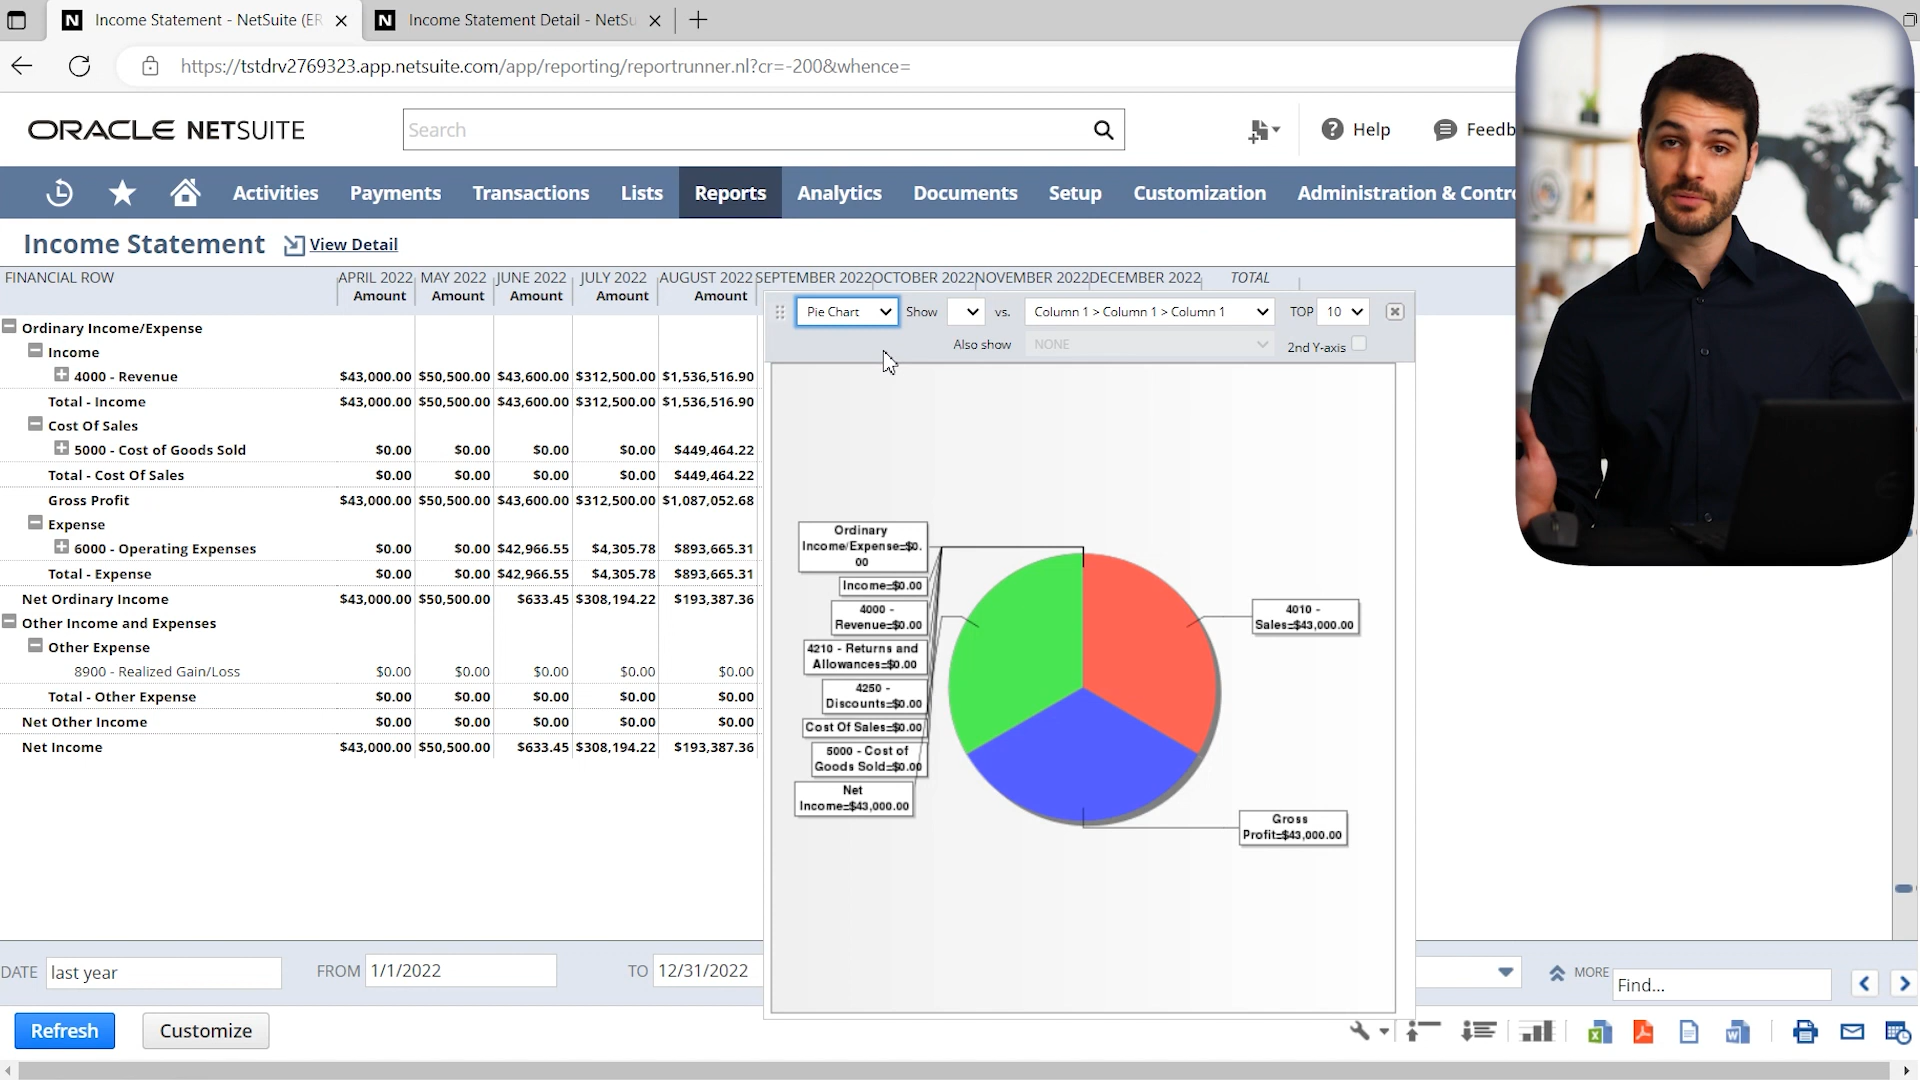 Income Statement - NetSuite (ER
Income Statement Detail - NetSu
https://tstdrv2769323.app.netsuite.com/app/reporting/reportrunner.nl?cr=-200&whence=
ORACLE NETSUITE
Search
Help
Feedb
Activities Payments Transactions Lists Reports Analytics Documents Setup Customization Administration & Contro
Income Statement View Detail
FINANCIAL ROW APRIL 2022 MAY 2022 JUNE 2022 JULY 2022 AUGUST 2022 SEPTEMBER 2022 OCTOBER 2022 NOVEMBER 2022 DECEMBER 2022 TOTAL
Amount Amount Amount Amount Amount
Ordinary Income/Expense
Income
4000 - Revenue $43,000.00 $50,500.00 $43,600.00 $312,500.00 $1,536,516.90
Total - Income $43,000.00 $50,500.00 $43,600.00 $312,500.00 $1,536,516.90
Cost Of Sales
5000 - Cost of Goods Sold $0.00 $0.00 $0.00 $0.00 $449,464.22
Total - Cost Of Sales $0.00 $0.00 $0.00 $0.00 $449,464.22
Gross Profit $43,000.00 $50,500.00 $43,600.00 $312,500.00 $1,087,052.68
Expense
6000 - Operating Expenses $0.00 $0.00 $42,966.55 $4,305.78 $893,665.31
Total - Expense $0.00 $0.00 $42,966.55 $4,305.78 $893,665.31
Net Ordinary Income $43,000.00 $50,500.00 $633.45 $308,194.22 $193,387.36
Other Income and Expenses
Other Expense
8900 - Realized Gain/Loss $0.00 $0.00 $0.00 $0.00 $0.00
Total - Other Expense $0.00 $0.00 $0.00 $0.00 $0.00
Net Other Income $0.00 $0.00 $0.00 $0.00 $0.00
Net Income $43,000.00 $50,500.00 $633.45 $308,194.22 $193,387.36
Pie Chart Show vs. Column 1 > Column 1 > Column 1 TOP 10
Also show NONE 2nd Y-axis
Ordinary
Income/Expense=$0.
00
Income=$0.00
4000 -
Revenue=$0.00
4210 - Returns and
Allowances=$0.00
4250 -
Discounts=$0.00
Cost Of Sales=$0.00
5000 - Cost of
Goods Sold=$0.00
Net
Income=$43,000.00
4010 -
Sales=$43,000.00
Gross
Profit=$43,000.00
DATE last year FROM 1/1/2022 TO 12/31/2022 MORE Find...
Refresh Customize